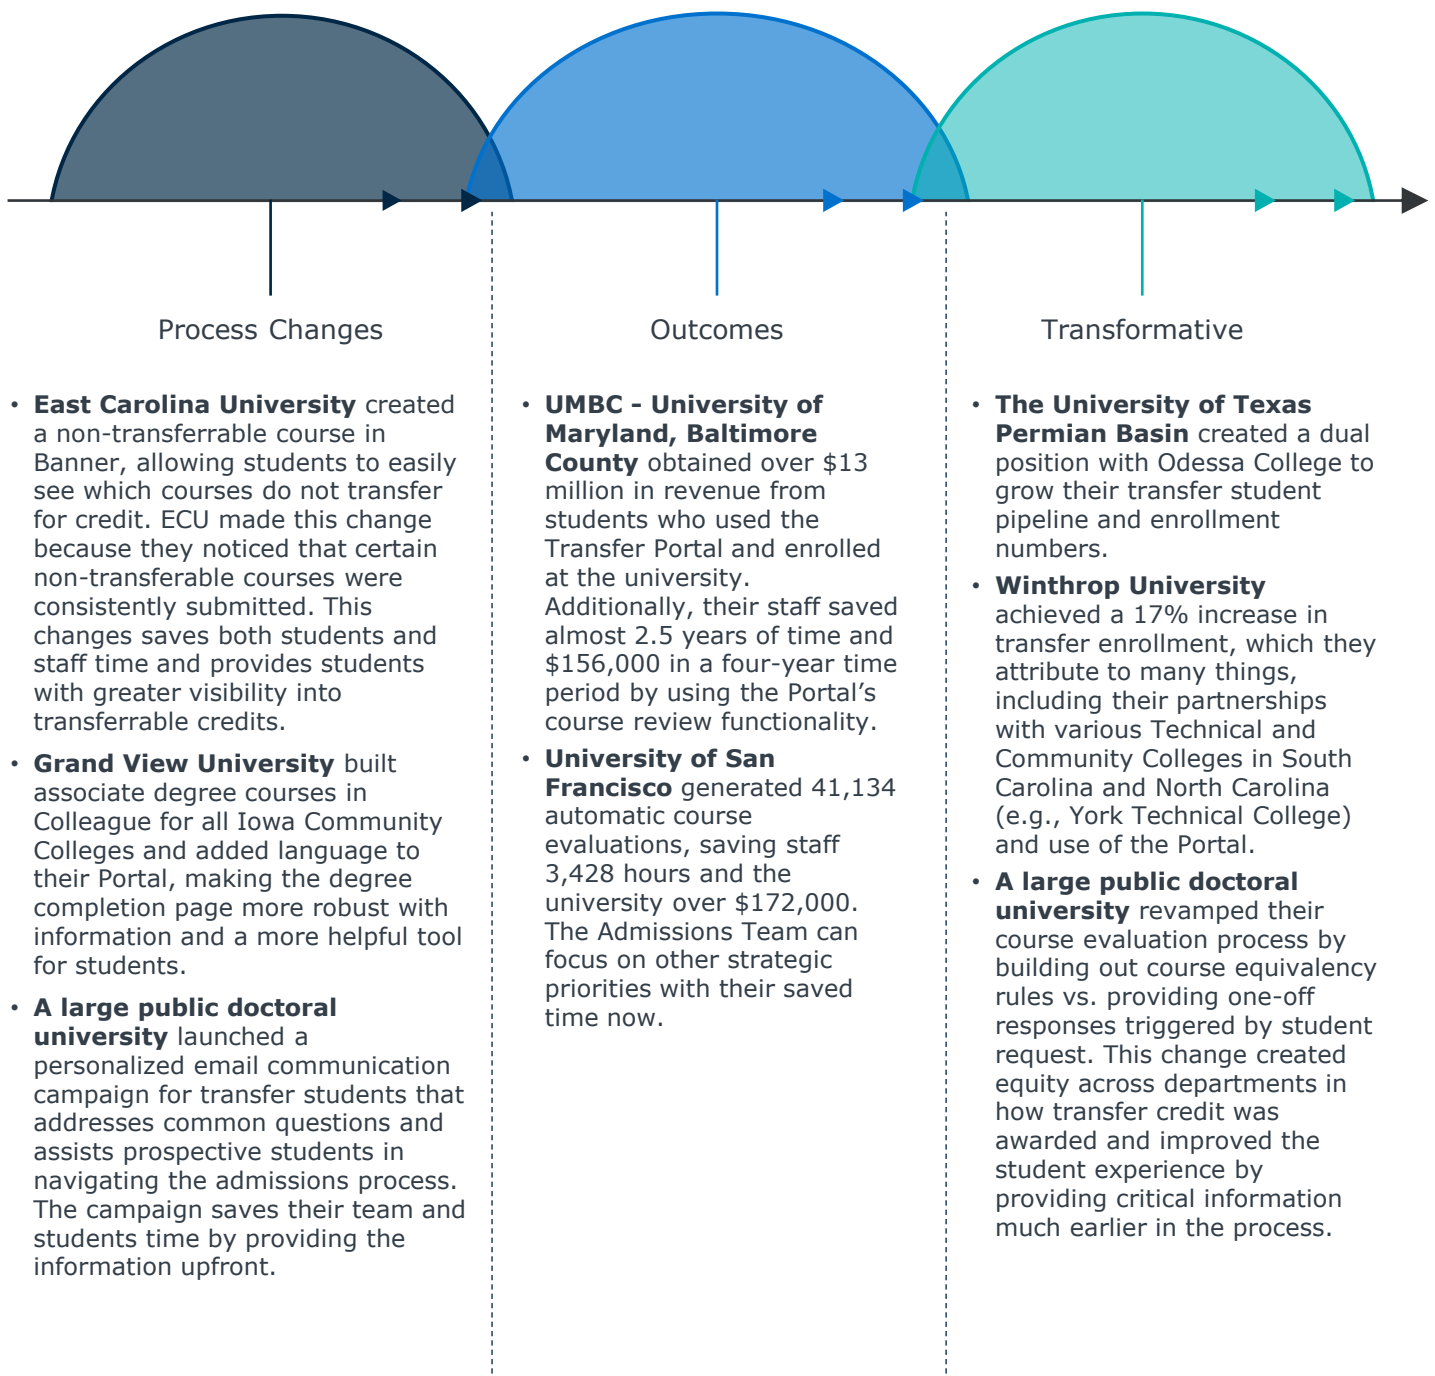 Process Changes
• East Carolina University created
a non-transferrable course in
Banner, allowing students to easily
see which courses do not transfer
for credit. ECU made this change
because they noticed that certain
non-transferable courses were
consistently submitted. This
changes saves both students and
staff time and provides students
with greater visibility into
transferrable credits.
• Grand View University built
associate degree courses in
Colleague for all Iowa Community
Colleges and added language to
their Portal, making the degree
completion page more robust with
information and a more helpful tool
for students.
• A large public doctoral
university launched a
personalized email communication
campaign for transfer students that
addresses common questions and
assists prospective students in
navigating the admissions process.
The campaign saves their team and
students time by providing the
information upfront.
Outcomes
• UMBC - University of
Maryland, Baltimore
County obtained over $13
million in revenue from
students who used the
Transfer Portal and enrolled
at the university.
Additionally, their staff saved
almost 2.5 years of time and
$156,000 in a four-year time
period by using the Portal’s
course review functionality.
• University of San
Francisco generated 41,134
automatic course
evaluations, saving staff
3,428 hours and the
university over $172,000.
The Admissions Team can
focus on other strategic
priorities with their saved
time now.
Transformative
• The University of Texas
Permian Basin created a dual
position with Odessa College to
grow their transfer student
pipeline and enrollment
numbers.
• Winthrop University
achieved a 17% increase in
transfer enrollment, which they
attribute to many things,
including their partnerships
with various Technical and
Community Colleges in South
Carolina and North Carolina
(e.g., York Technical College)
and use of the Portal.
• A large public doctoral
university revamped their
course evaluation process by
building out course equivalency
rules vs. providing one-off
responses triggered by student
request. This change created
equity across departments in
how transfer credit was
awarded and improved the
student experience by
providing critical information
much earlier in the process.